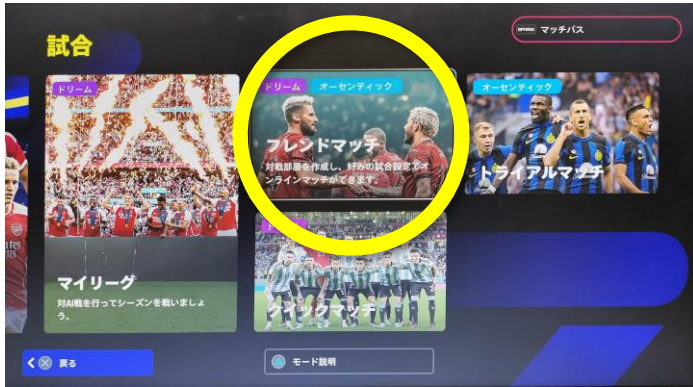 試合
OPTIONS マッチパス
ドリーム
マイリーグ
対AI戦を行ってシーズンを戦いましょ
う。
ドリーム オーセンティック
フレンドマッチ
対戦部屋を作成し、好みの試合設定でオ
ンラインマッチができます。
オーセンティック
トライアルマッチ
ドリーム
クイックマッチ
戻る
モード説明